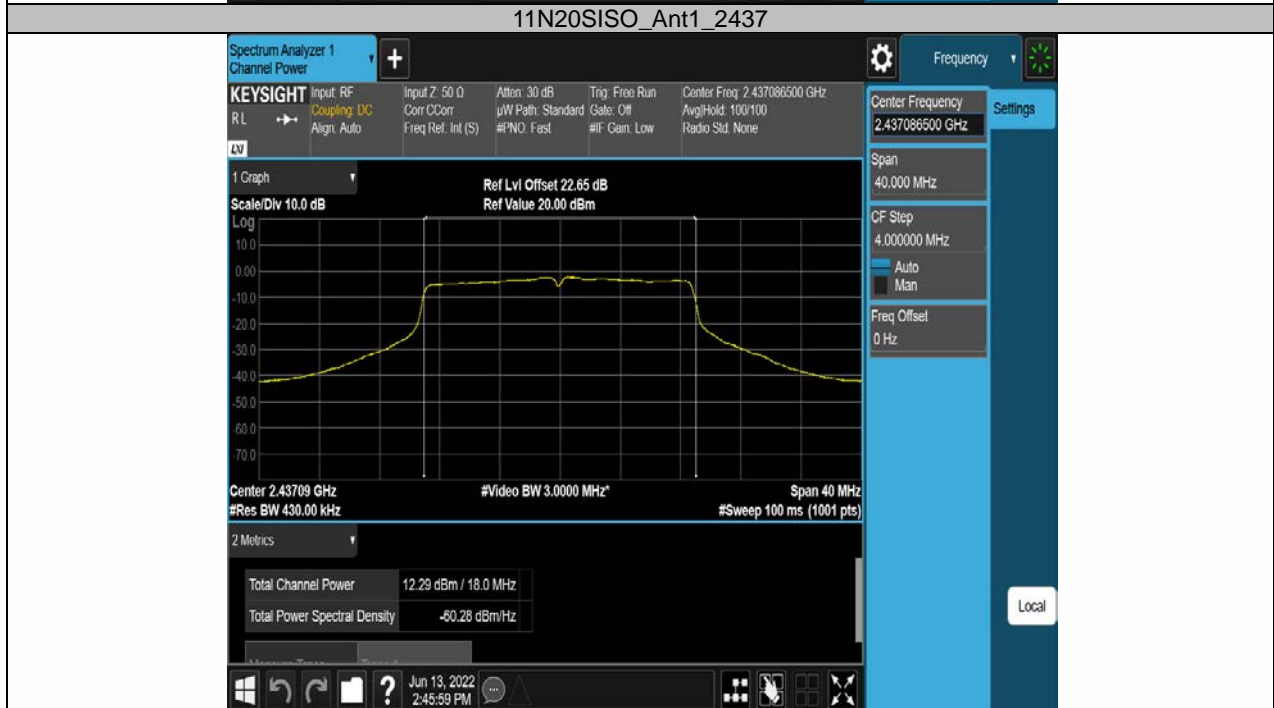 11N20SISO_Ant1_2437
Spectrum Analyzer 1
Channel Power
+
Frequency
KEYSIGHT
RL
LXI
Input: RF
Coupling: DC
Align: Auto
Input Z: 50 Ω
Corr CCorr
Freq Ref: Int (S)
Atten: 30 dB
µW Path: Standard
#PNO: Fast
Trig: Free Run
Gate: Off
#IF Gain: Low
Center Freq: 2.437086500 GHz
Avg|Hold: 100/100
Radio Std: None
Center Frequency
2.437086500 GHz
Settings
Span
40.000 MHz
CF Step
4.000000 MHz
Auto
Man
Freq Offset
0 Hz
Local
1 Graph
Scale/Div 10.0 dB
Ref Lvl Offset 22.65 dB
Ref Value 20.00 dBm
Log
10.0
0.00
-10.0
-20.0
-30.0
-40.0
-50.0
-60.0
-70.0
Center 2.43709 GHz
#Video BW 3.0000 MHz*
Span 40 MHz
#Res BW 430.00 kHz
#Sweep 100 ms (1001 pts)
2 Metrics
Total Channel Power 12.29 dBm / 18.0 MHz
Total Power Spectral Density -60.28 dBm/Hz
?
Jun 13, 2022
2:45:59 PM